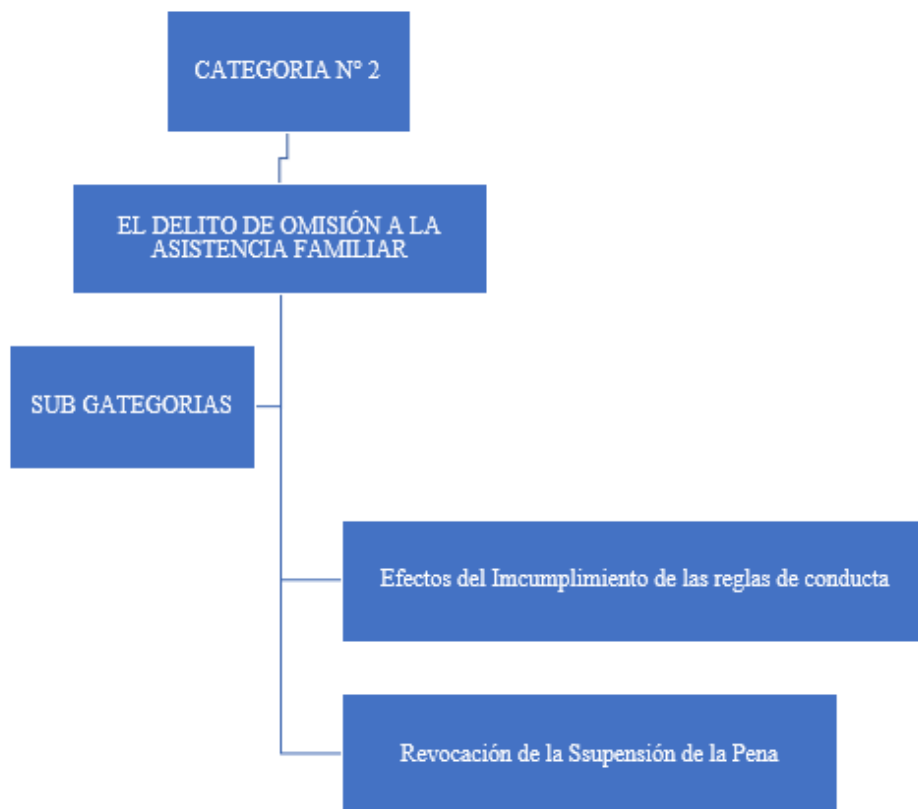 CATEGORIA N° 2
EL DELITO DE OMISIÓN A LA
ASISTENCIA FAMILIAR
SUB GATEGORIAS
Efectos del Imcumplimiento de las reglas de conducta
Revocación de la Ssupensión de la Pena